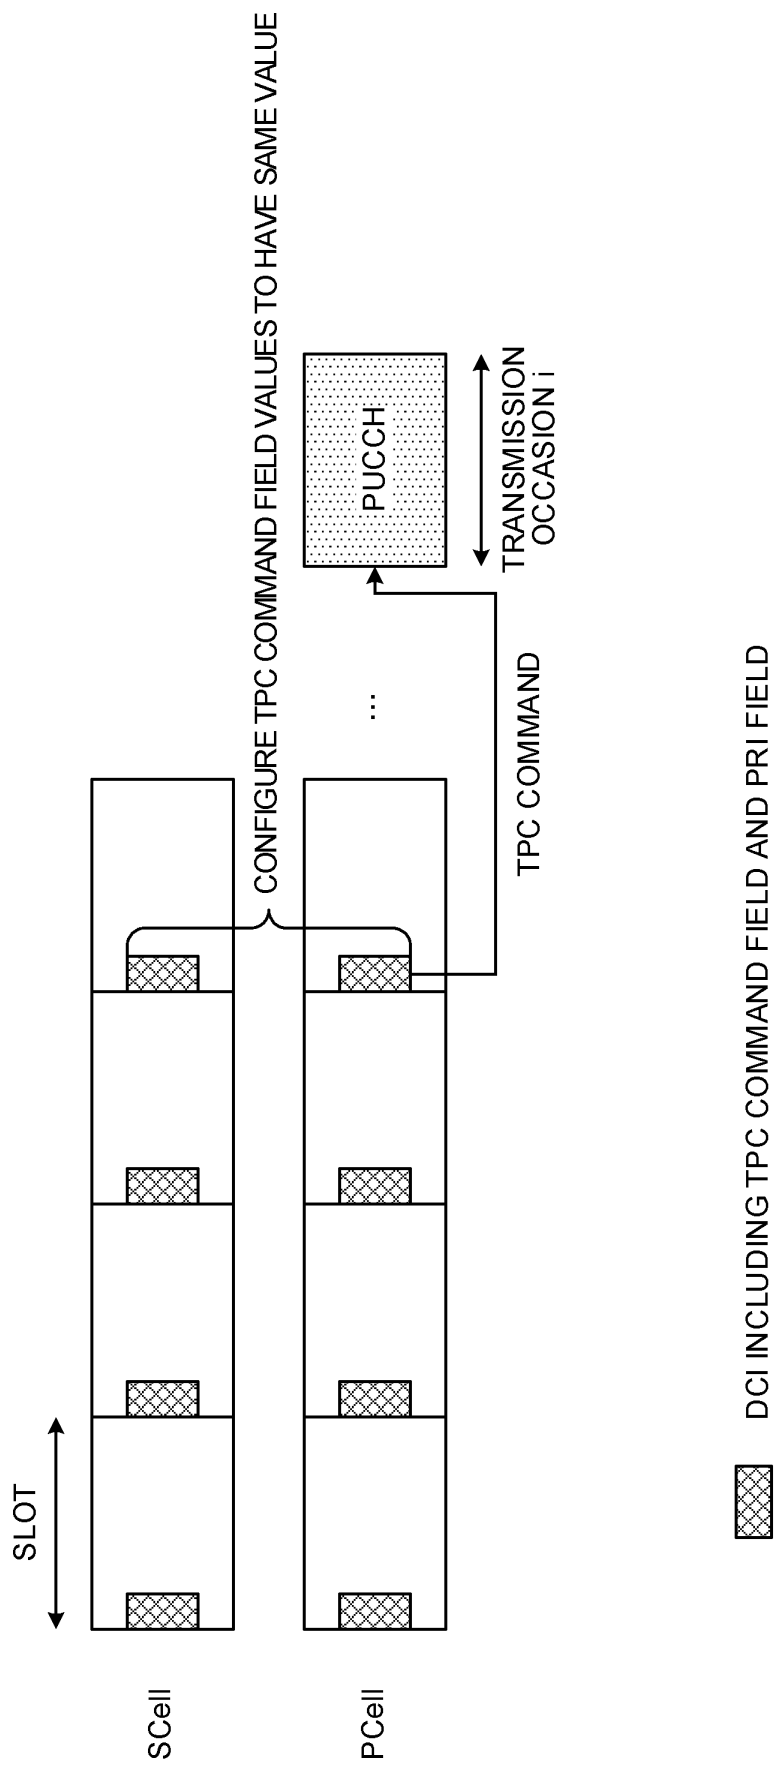 SLOT
SCell
CONFIGURE TPC COMMAND FIELD VALUES TO HAVE SAME VALUE
PCell
...
PUCCH
TPC COMMAND
TRANSMISSION
OCCASION i
DCI INCLUDING TPC COMMAND FIELD AND PRI FIELD